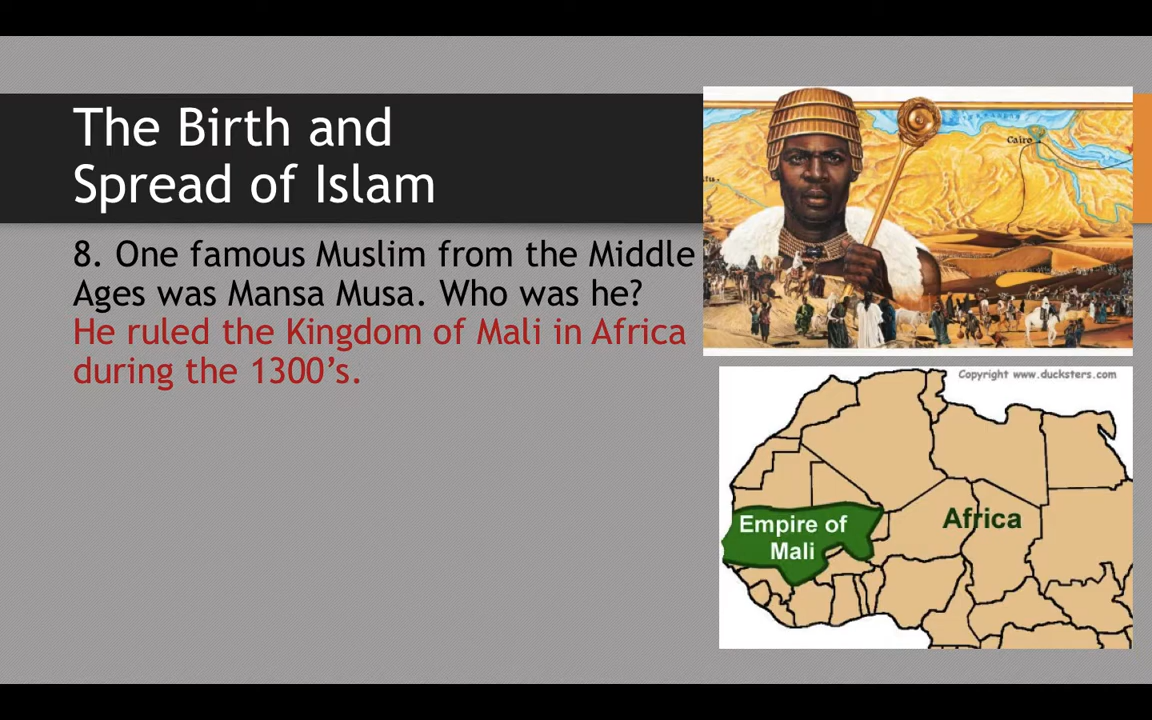 The Birth and
Spread of Islam
8. One famous Muslim from the Middle
Ages was Mansa Musa. Who was he?
He ruled the Kingdom of Mali in Africa
during the 1300’s.
Cairo
Copyright www.ducksters.com
Empire of
Mali
Africa